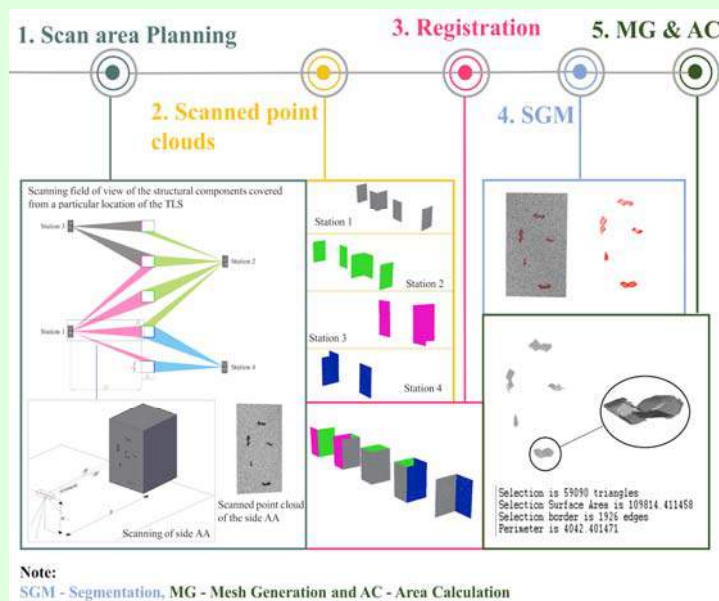 1. Scan area Planning
2. Scanned point
clouds
3. Registration
4. SGM
5. MG & AC
Scanning field of view of the structural components covered
from a particular location of the TLS
Station 3
Station 2
Station 1
Station 4
Scanning of side AA
Scanned point cloud
of the side AA
Station 1
Station 2
Station 3
Station 4
Selection is 59090 triangles
Selection Surface Area is 109814.411458
Selection border is 1926 edges
Perimeter is 4042.401471
Note:
SGM - Segmentation, MG - Mesh Generation and AC - Area Calculation